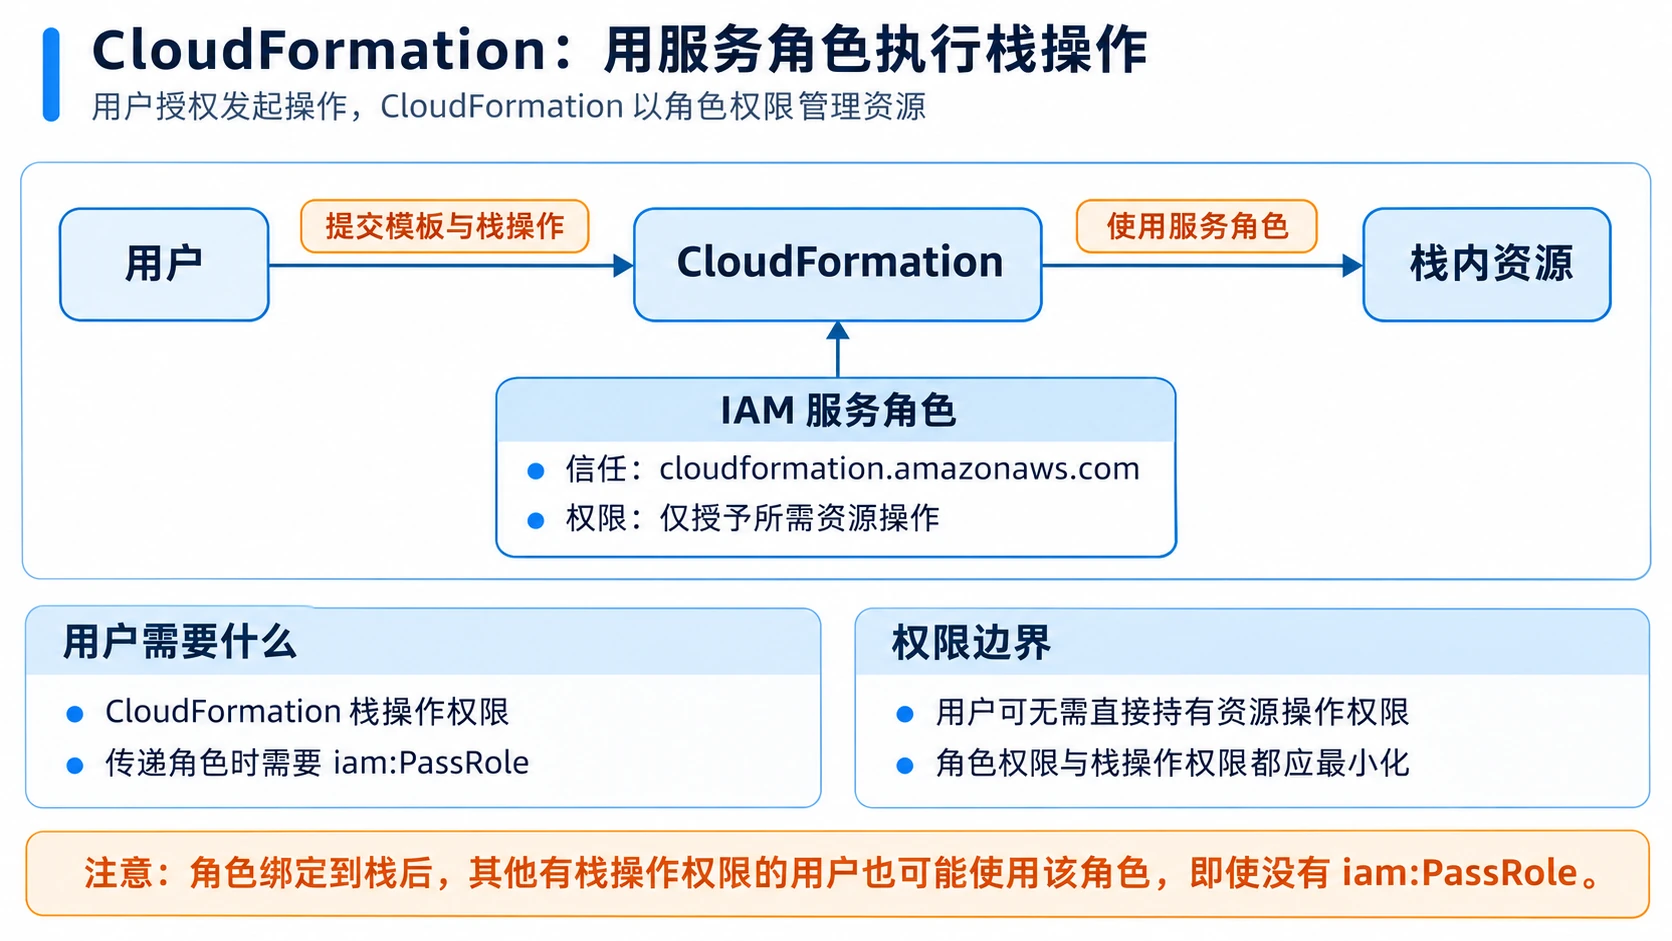 CloudFormation：用服务角色执行栈操作
用户授权发起操作，CloudFormation 以角色权限管理资源
用户
提交模板与栈操作
CloudFormation
使用服务角色
栈内资源
IAM 服务角色
信任：cloudformation.amazonaws.com
权限：仅授予所需资源操作
用户需要什么
CloudFormation 栈操作权限
传递角色时需要 iam:PassRole
权限边界
用户可无需直接持有资源操作权限
角色权限与栈操作权限都应最小化
注意：角色绑定到栈后，其他有栈操作权限的用户也可能使用该角色，即使没有 iam:PassRole。